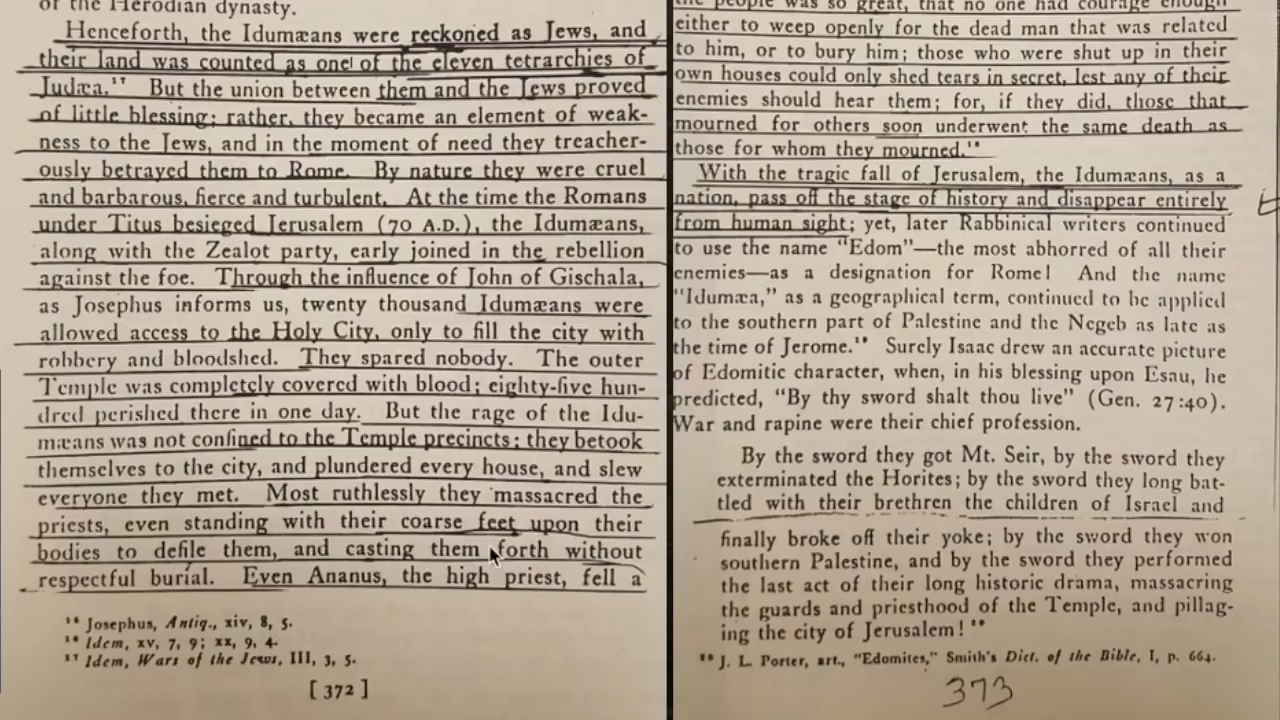 of the Herodian dynasty.
Henceforth, the Idumæans were reckoned as Jews, and
their land was counted as one of the eleven tetrarchies of
Judæa.¹⁷ But the union between them and the Jews proved
of little blessing; rather, they became an element of weak-
ness to the Jews, and in the moment of need they treacher-
ously betrayed them to Rome. By nature they were cruel
and barbarous, fierce and turbulent. At the time the Romans
under Titus besieged Jerusalem (70 A.D.), the Idumæans,
along with the Zealot party, early joined in the rebellion
against the foe. Through the influence of John of Gischala,
as Josephus informs us, twenty thousand Idumæans were
allowed access to the Holy City, only to fill the city with
robbery and bloodshed. They spared nobody. The outer
Temple was completely covered with blood; eighty-five hun-
dred perished there in one day. But the rage of the Idu-
mæans was not confined to the Temple precincts; they betook
themselves to the city, and plundered every house, and slew
everyone they met. Most ruthlessly they massacred the
priests, even standing with their coarse feet upon their
bodies to defile them, and casting them forth without
respectful burial. Even Ananus, the high priest, fell a
¹⁵ Josephus, Antiq., xiv, 8, 5.
¹⁶ Idem, xv, 7, 9; xx, 9, 4.
¹⁷ Idem, Wars of the Jews, III, 3, 5.
[ 372 ]
the people was so great, that no one had courage enough
either to weep openly for the dead man that was related
to him, or to bury him; those who were shut up in their
own houses could only shed tears in secret, lest any of their
enemies should hear them; for, if they did, those that
mourned for others soon underwent the same death as
those for whom they mourned.¹⁸
With the tragic fall of Jerusalem, the Idumæans, as a
nation, pass off the stage of history and disappear entirely
from human sight; yet, later Rabbinical writers continued
to use the name "Edom"—the most abhorred of all their
enemies—as a designation for Rome! And the name
"Idumæa," as a geographical term, continued to be applied
to the southern part of Palestine and the Negeb as late as
the time of Jerome.¹⁹ Surely Isaac drew an accurate picture
of Edomitic character, when, in his blessing upon Esau, he
predicted, "By thy sword shalt thou live" (Gen. 27:40).
War and rapine were their chief profession.
By the sword they got Mt. Seir, by the sword they
exterminated the Horites; by the sword they long bat-
tled with their brethren the children of Israel and
finally broke off their yoke; by the sword they won
southern Palestine, and by the sword they performed
the last act of their long historic drama, massacring
the guards and priesthood of the Temple, and pillag-
ing the city of Jerusalem!²⁰
²⁰ J. L. Porter, art., "Edomites," Smith's Dict. of the Bible, I, p. 664.
373